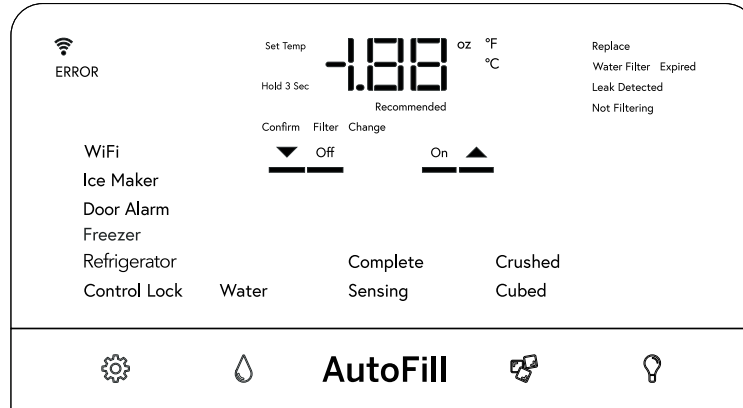 ERROR
Set Temp
-1.88 oz °F
°C
Hold 3 Sec
Recommended
Confirm Filter Change
Off On
Replace
Water Filter Expired
Leak Detected
Not Filtering
WiFi
Ice Maker
Door Alarm
Freezer
Refrigerator Complete Crushed
Control Lock Water Sensing Cubed
AutoFill